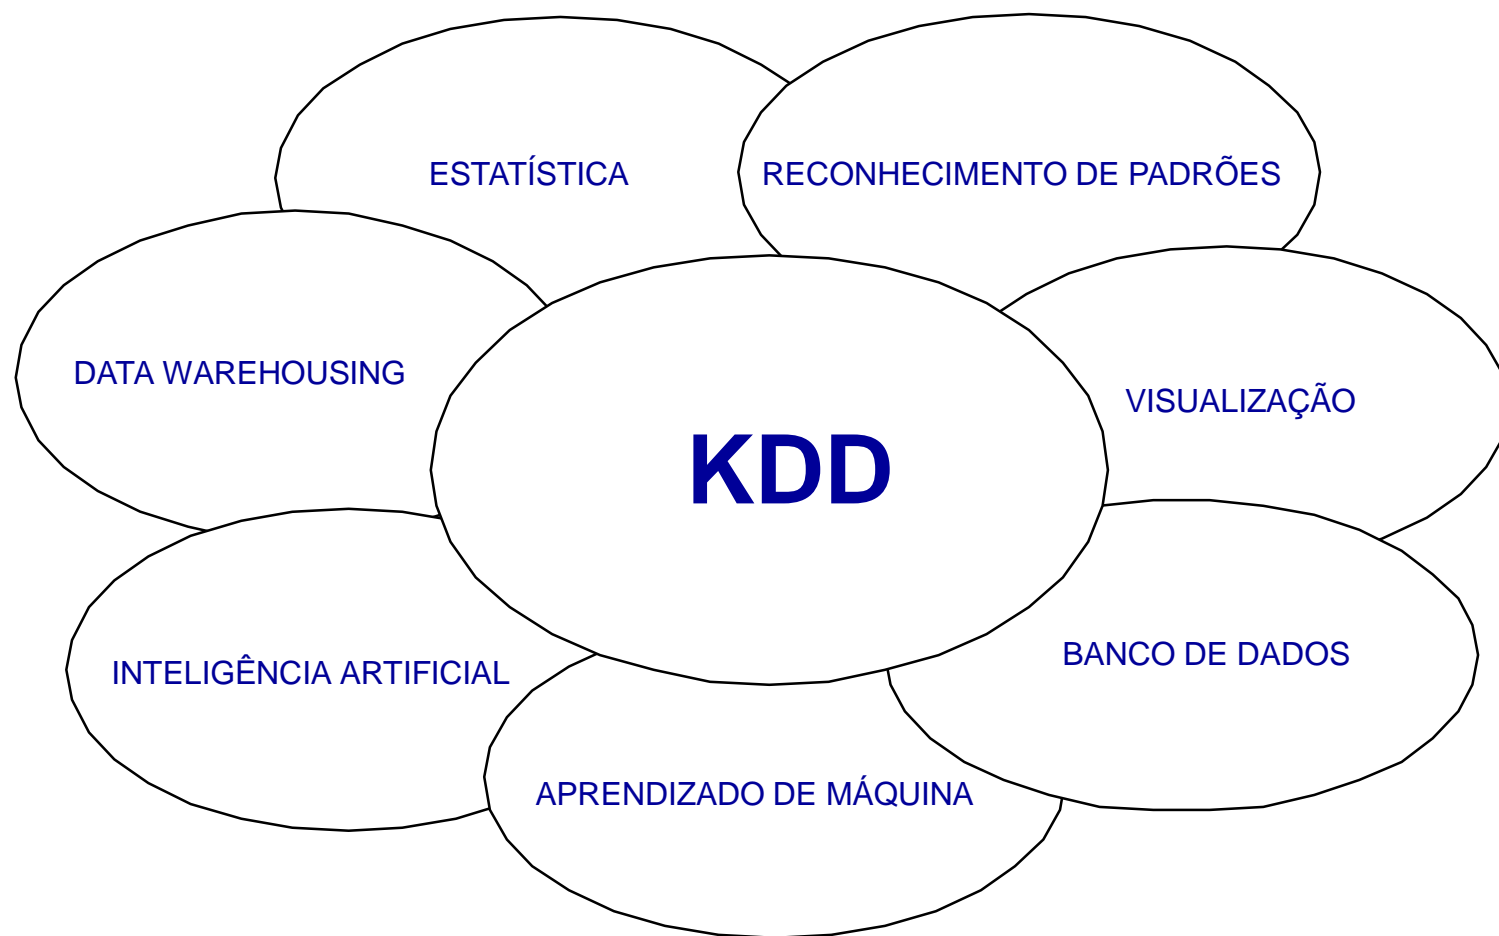 ESTATÍSTICA
RECONHECIMENTO DE PADRÕES
DATA WAREHOUSING
VISUALIZAÇÃO
KDD
BANCO DE DADOS
INTELIGÊNCIA ARTIFICIAL
APRENDIZADO DE MÁQUINA